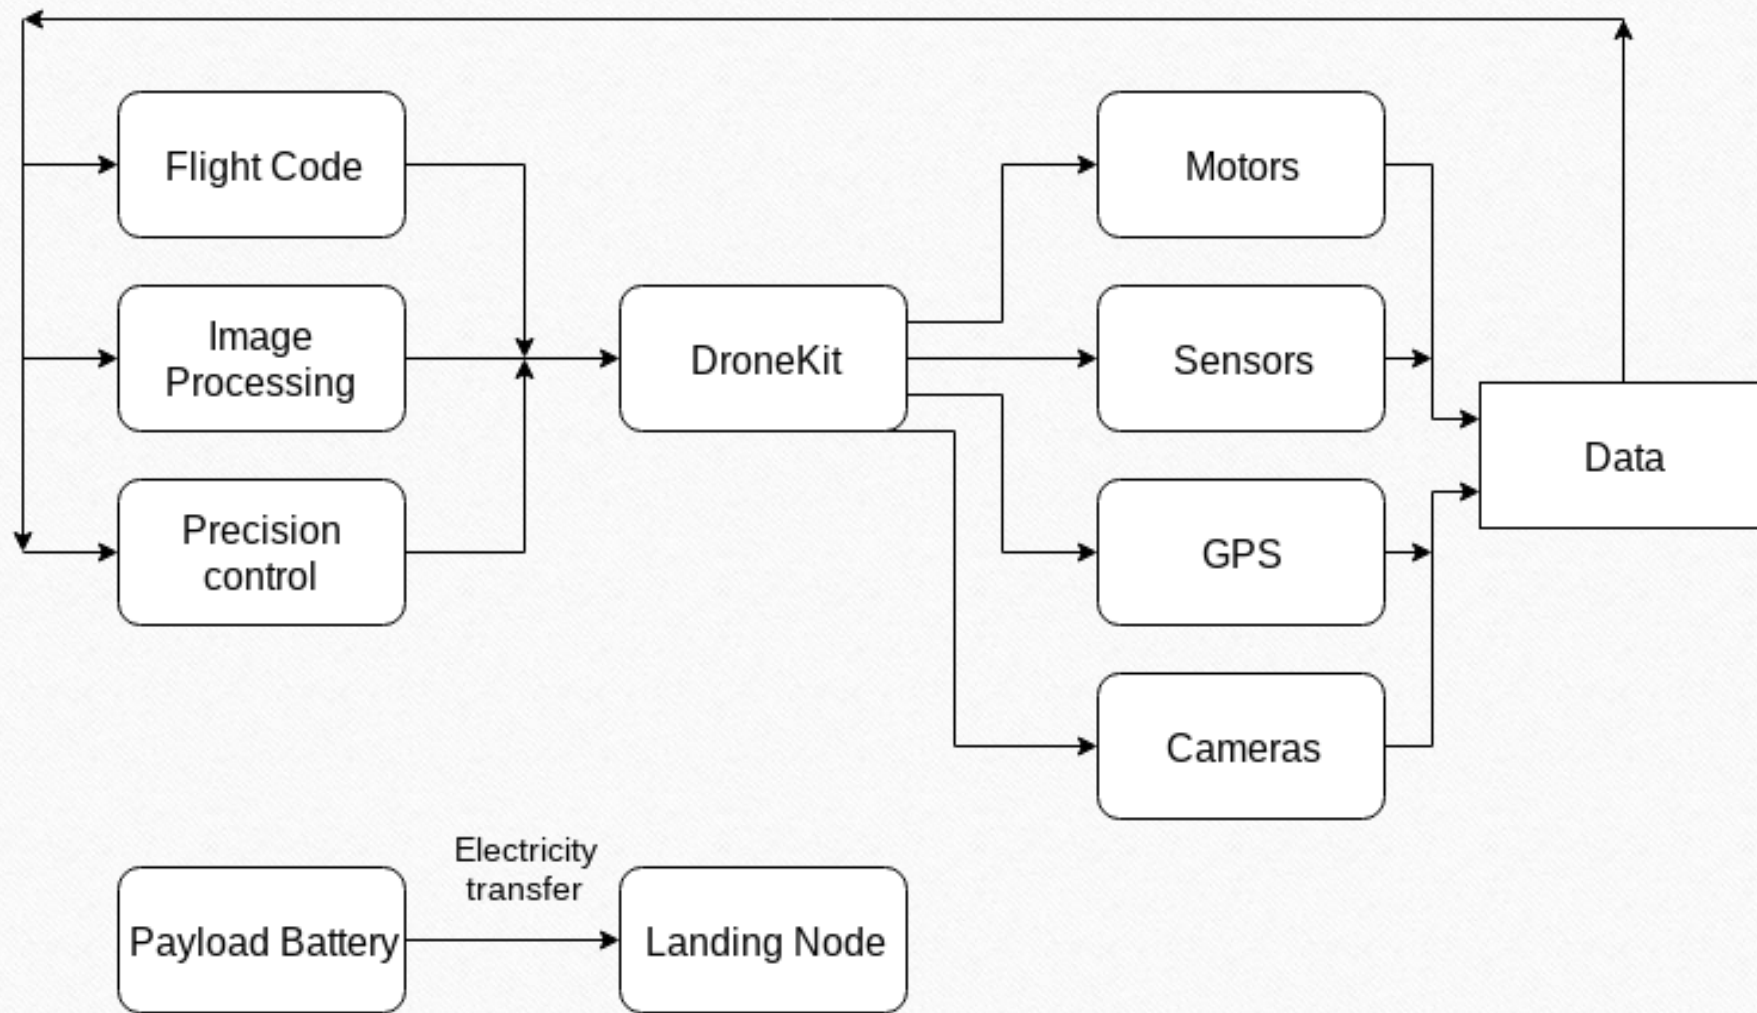 Flight Code
Motors
Image
Processing
DroneKit
Sensors
Data
Precision
control
GPS
Cameras
Electricity
transfer
Payload Battery
Landing Node